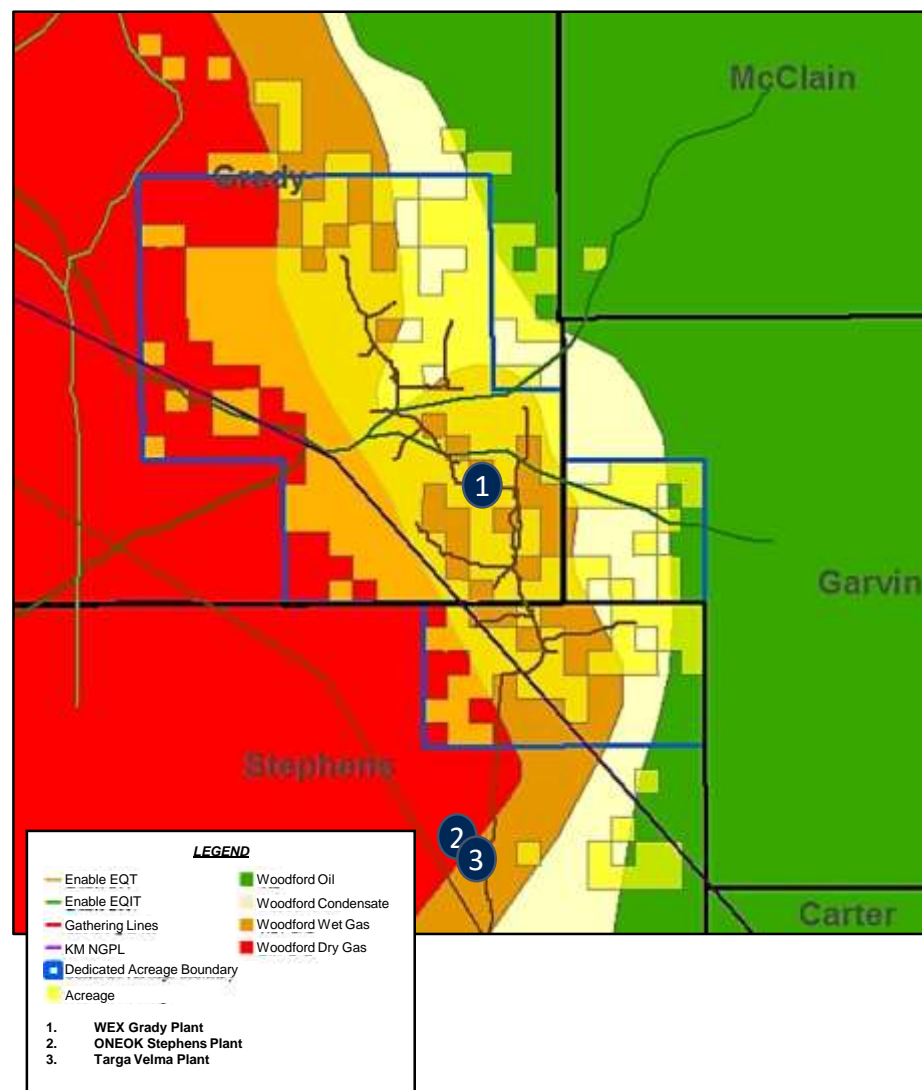 McClain
Grady
1
Garvin
Stephens
2
3
Carter
LEGEND
Enable EQT
Enable EQIT
Gathering Lines
KM NGPL
Dedicated Acreage Boundary
Acreage
Woodford Oil
Woodford Condensate
Woodford Wet Gas
Woodford Dry Gas
1. WEX Grady Plant
2. ONEOK Stephens Plant
3. Targa Velma Plant